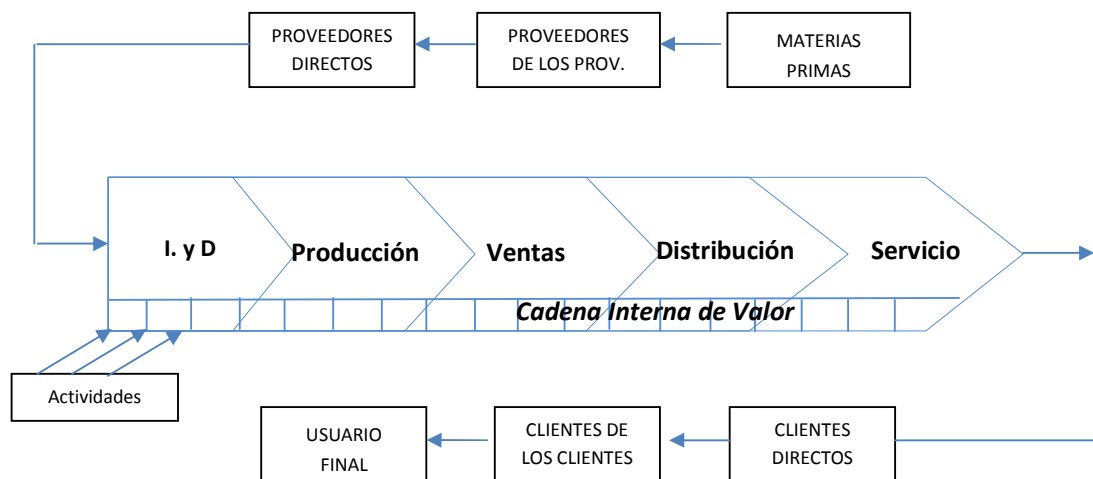 PROVEEDORES
DIRECTOS
PROVEEDORES
DE LOS PROV.
MATERIAS
PRIMAS
I. y D
Producción
Ventas
Distribución
Servicio
Cadena Interna de Valor
Actividades
USUARIO
FINAL
CLIENTES DE
LOS CLIENTES
CLIENTES
DIRECTOS